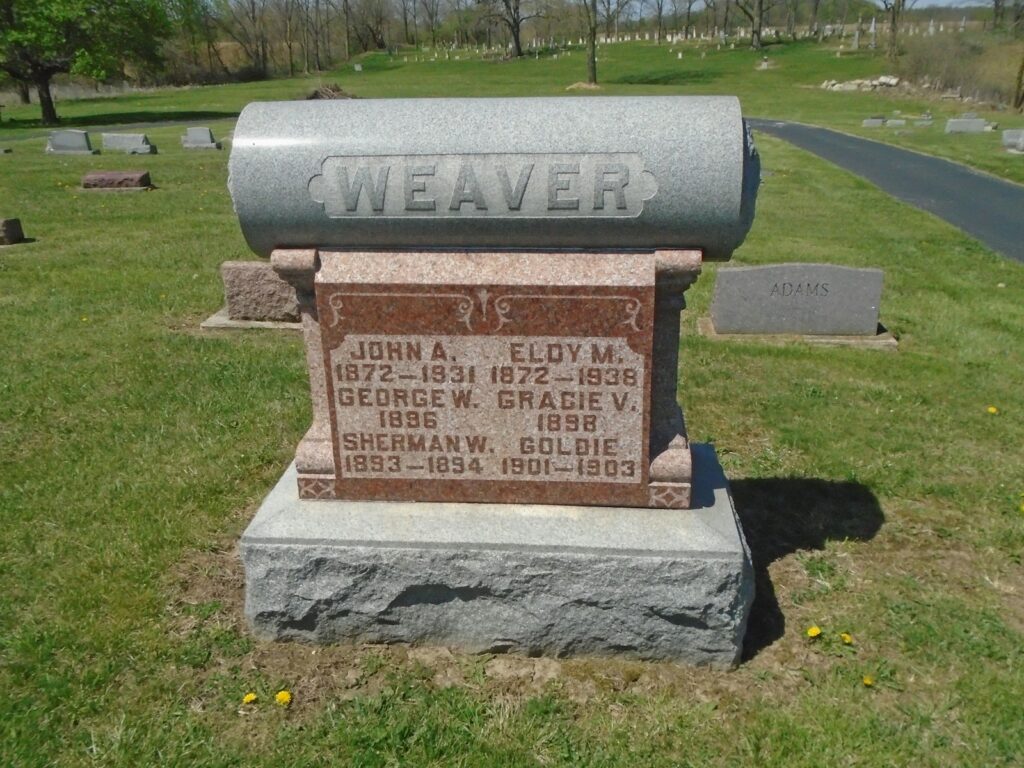 WEAVER
ADAMS
JOHN A. ELDY M.
1872–1931 1872–1938
GEORGE W. GRACIE V.
1896 1898
SHERMAN W. GOLDIE
1893–1894 1901–1903